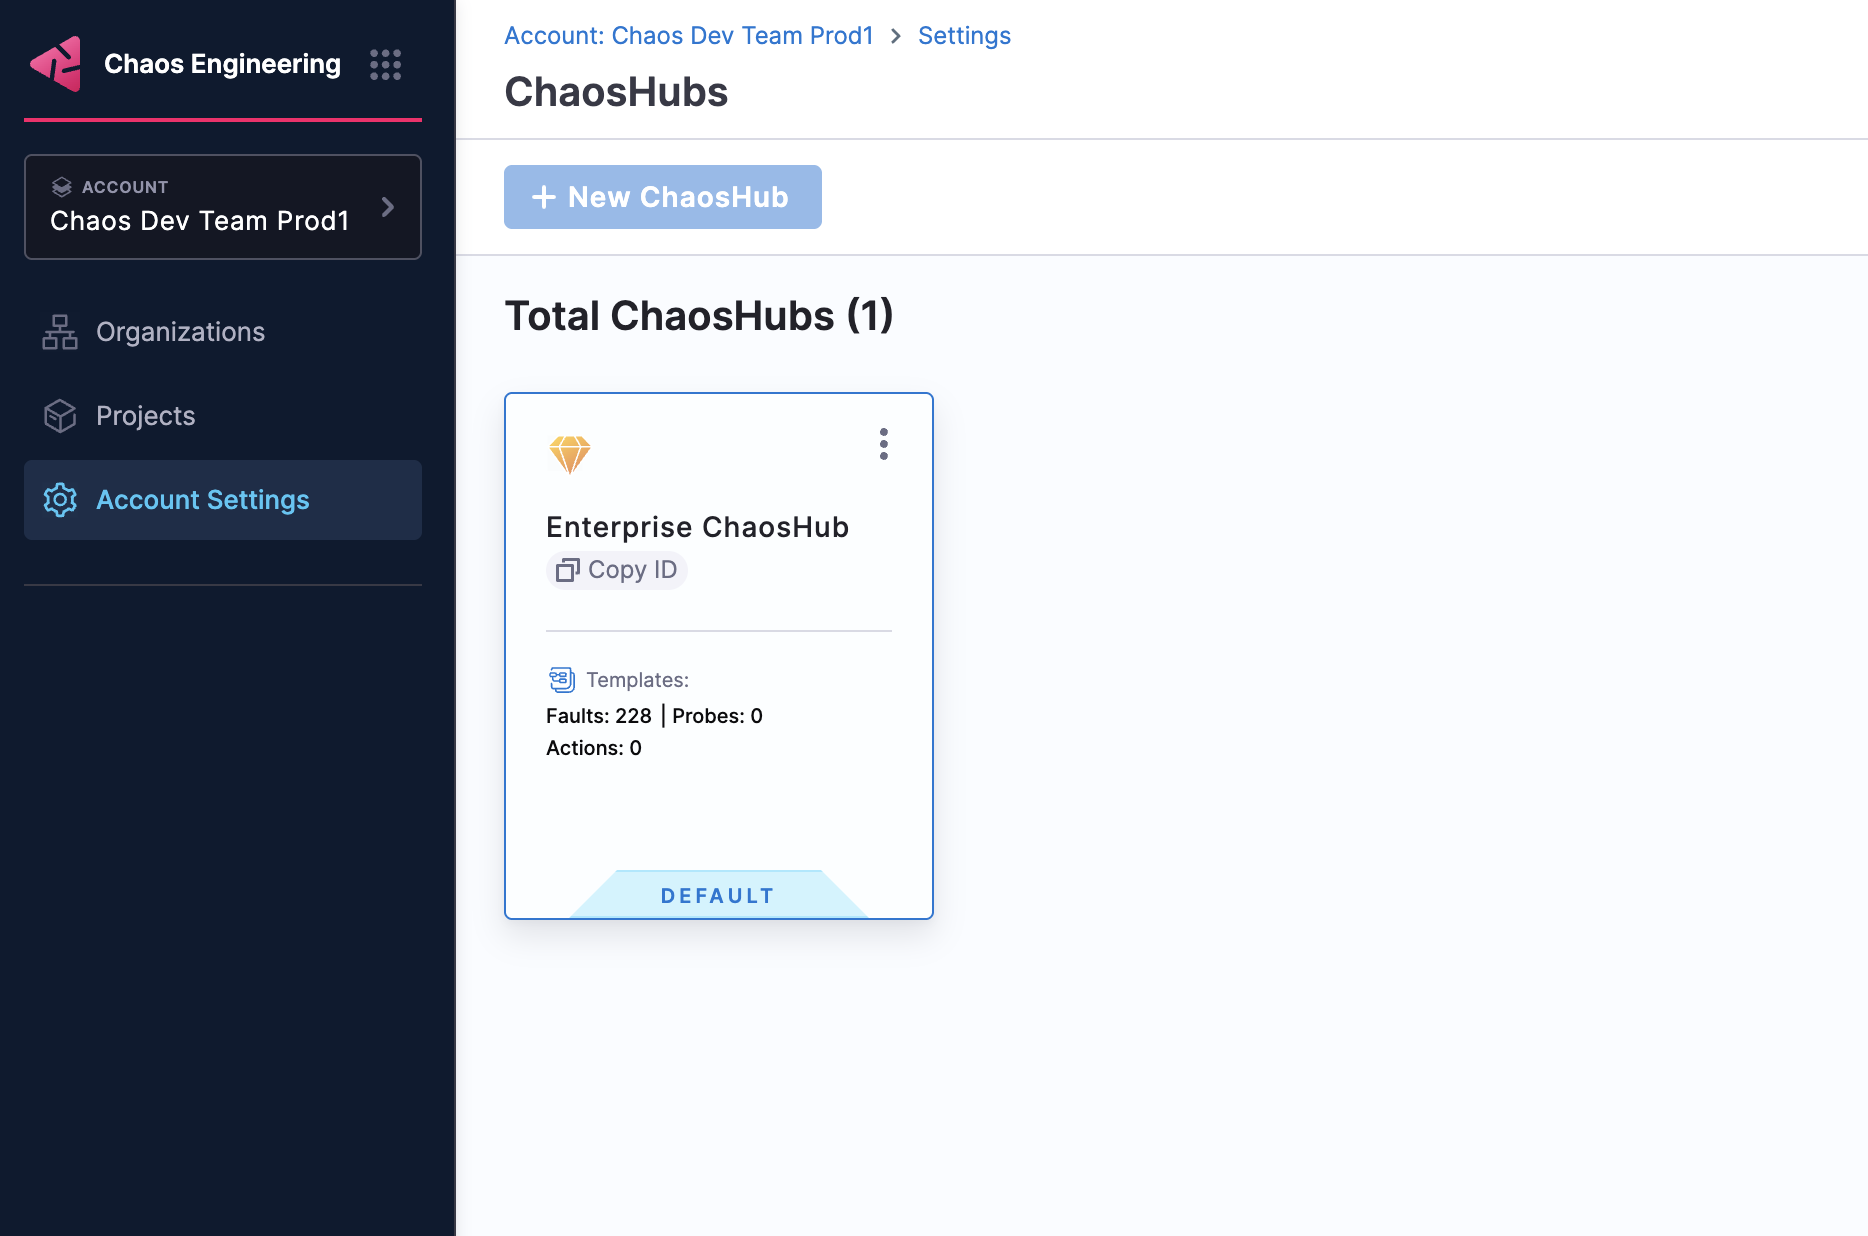 Chaos Engineering
ACCOUNT
Chaos Dev Team Prod1
Organizations
Projects
Account Settings
Account: Chaos Dev Team Prod1 > Settings
ChaosHubs
+ New ChaosHub
Total ChaosHubs (1)
Enterprise ChaosHub
Copy ID
Templates:
Faults: 228 | Probes: 0
Actions: 0
DEFAULT